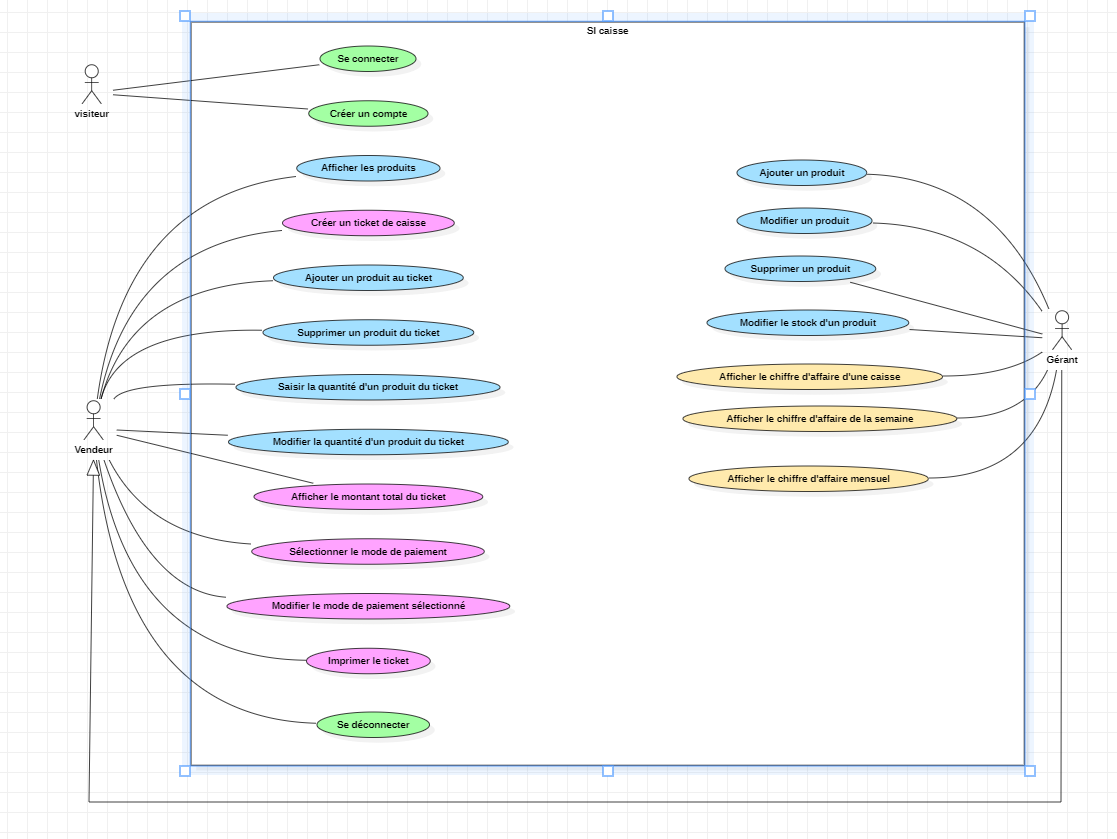 SI caisse
Se connecter
visiteur
Créer un compte
Afficher les produits
Créer un ticket de caisse
Ajouter un produit au ticket
Supprimer un produit du ticket
Saisir la quantité d'un produit du ticket
Vendeur
Modifier la quantité d'un produit du ticket
Afficher le montant total du ticket
Sélectionner le mode de paiement
Modifier le mode de paiement sélectionné
Imprimer le ticket
Se déconnecter
Ajouter un produit
Modifier un produit
Supprimer un produit
Modifier le stock d'un produit
Gérant
Afficher le chiffre d'affaire d'une caisse
Afficher le chiffre d'affaire de la semaine
Afficher le chiffre d'affaire mensuel